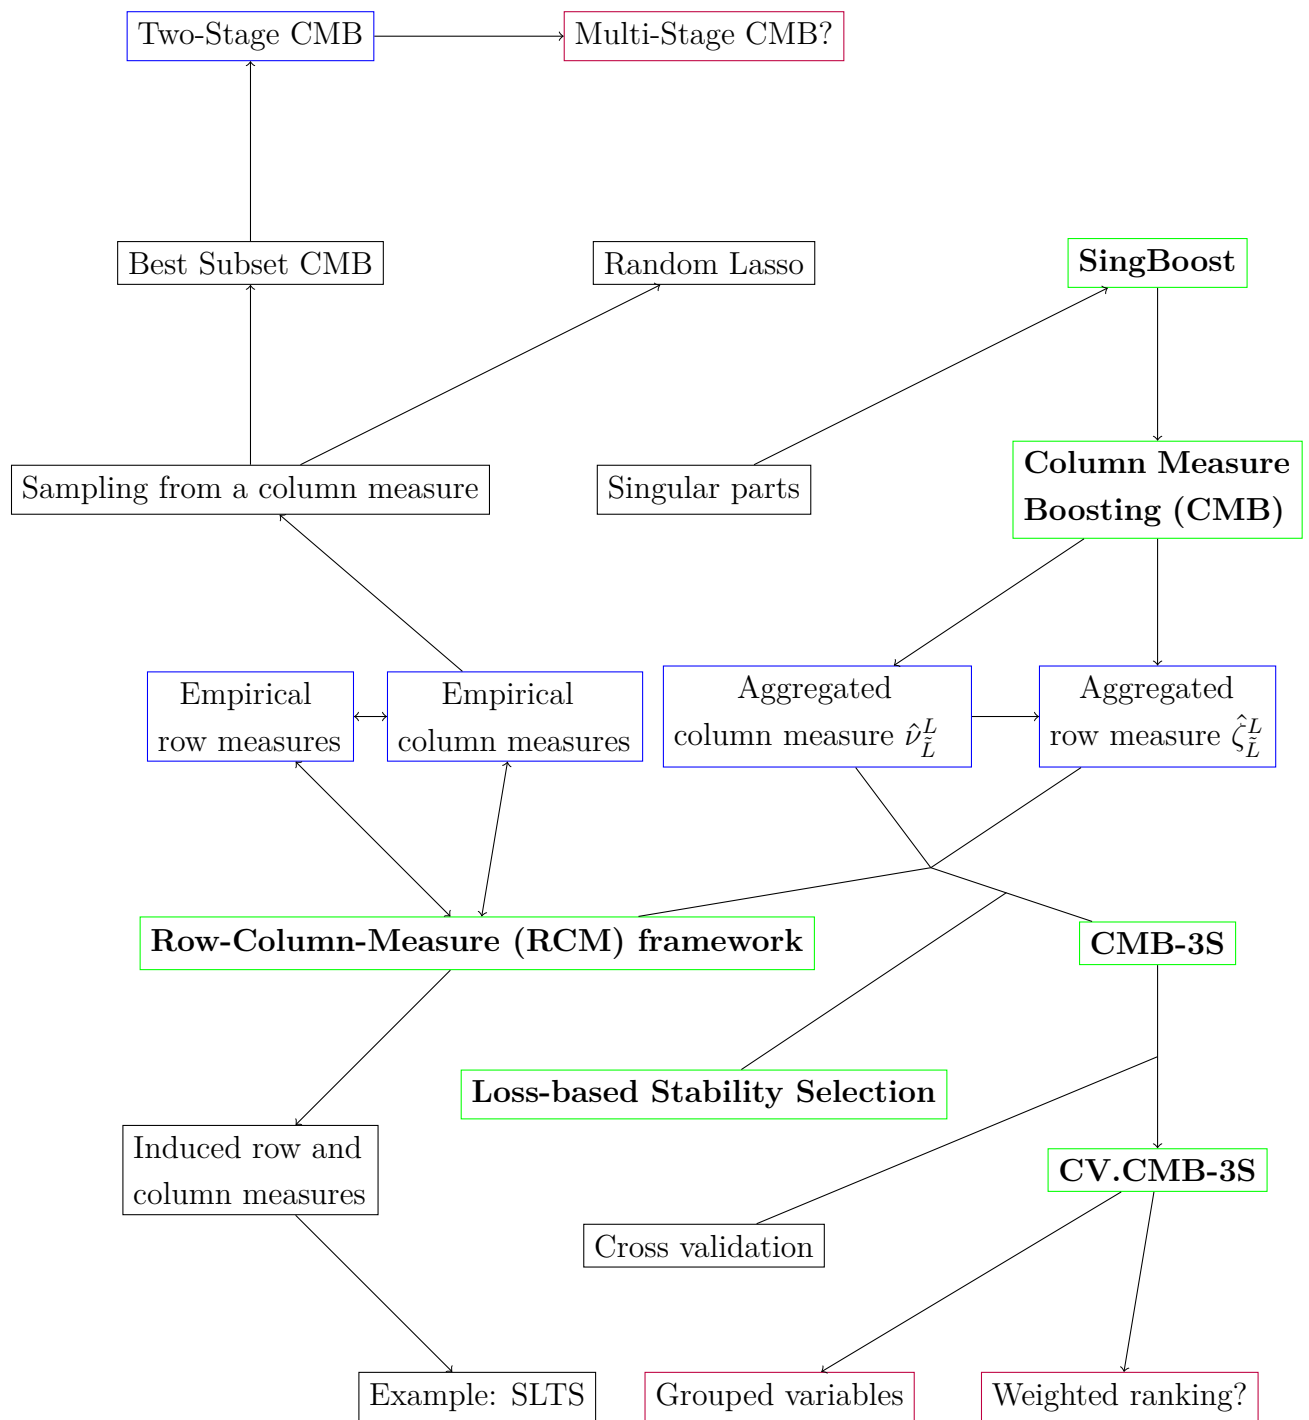 Two-Stage CMB
Multi-Stage CMB?
Best Subset CMB
Random Lasso
SingBoost
Sampling from a column measure
Singular parts
Column Measure
Boosting (CMB)
Empirical
row measures
Empirical
column measures
Aggregated
column measure $\hat{\nu}_{\tilde{L}}^{L}$
Aggregated
row measure $\hat{\zeta}_{\tilde{L}}^{L}$
Row-Column-Measure (RCM) framework
CMB-3S
Loss-based Stability Selection
Induced row and
column measures
CV.CMB-3S
Cross validation
Example: SLTS
Grouped variables
Weighted ranking?